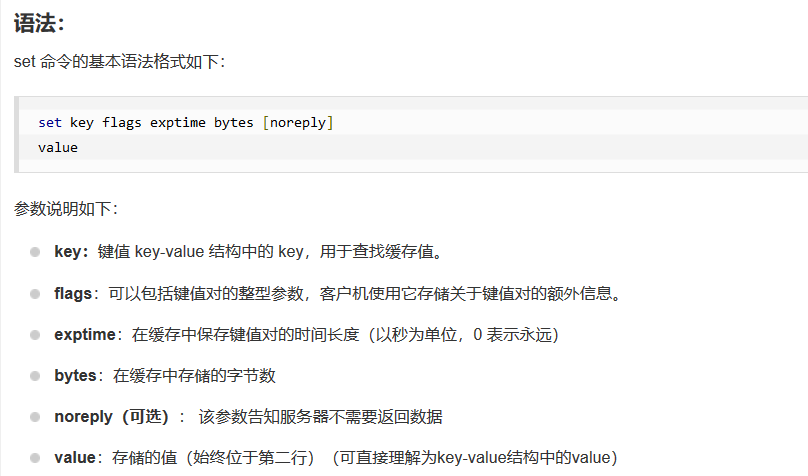 语法：
set 命令的基本语法格式如下：
set key flags exptime bytes [noreply]
value
参数说明如下：
key：键值 key-value 结构中的 key，用于查找缓存值。
flags：可以包括键值对的整型参数，客户机使用它存储关于键值对的额外信息。
exptime：在缓存中保存键值对的时间长度（以秒为单位，0 表示永远）
bytes：在缓存中存储的字节数
noreply（可选）： 该参数告知服务器不需要返回数据
value：存储的值（始终位于第二行）（可直接理解为key-value结构中的value）